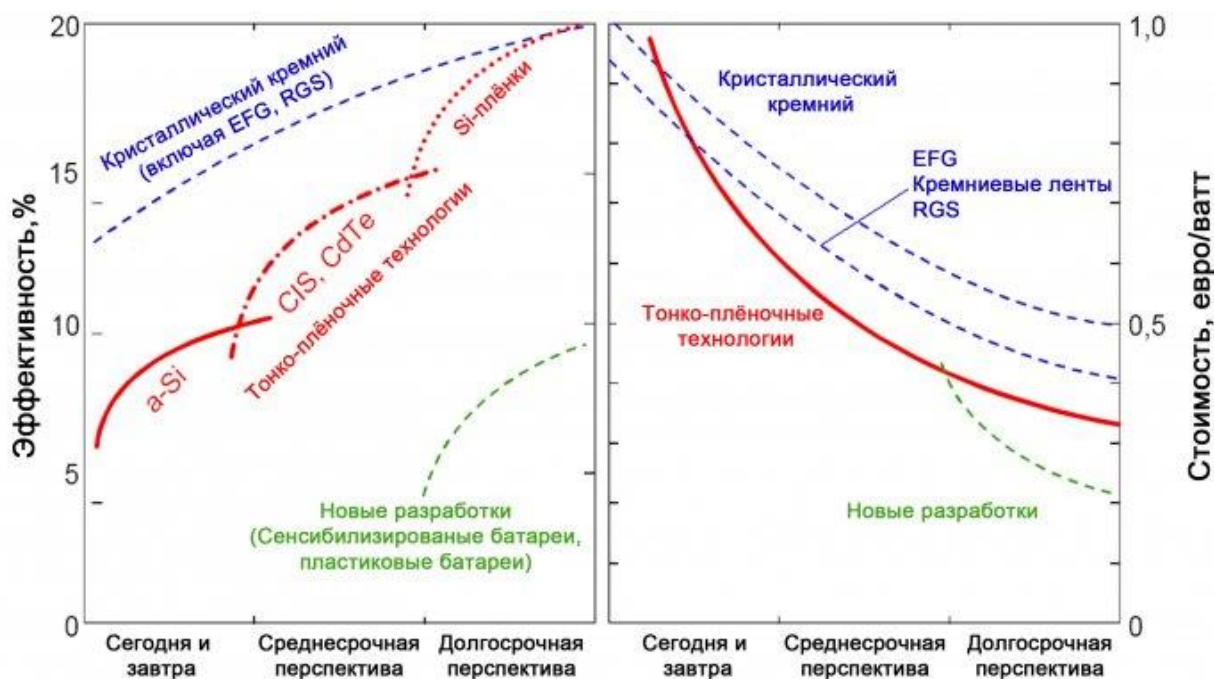 Эффективность, %
20
15
10
5
0
Кристаллический кремний
(включая EFG, RGS)
Si-плёнки
CIS, CdTe
Тонко-плёночные технологии
a-Si
Новые разработки
(Сенсибилизированые батареи,
пластиковые батареи)
Сегодня и
завтра
Среднесрочная
перспектива
Долгосрочная
перспектива
Кристаллический
кремний
EFG
Кремниевые ленты
RGS
Тонко-плёночные
технологии
Новые разработки
1,0
0,5
0
Стоимость, евро/ватт
Сегодня и
завтра
Среднесрочная
перспектива
Долгосрочная
перспектива